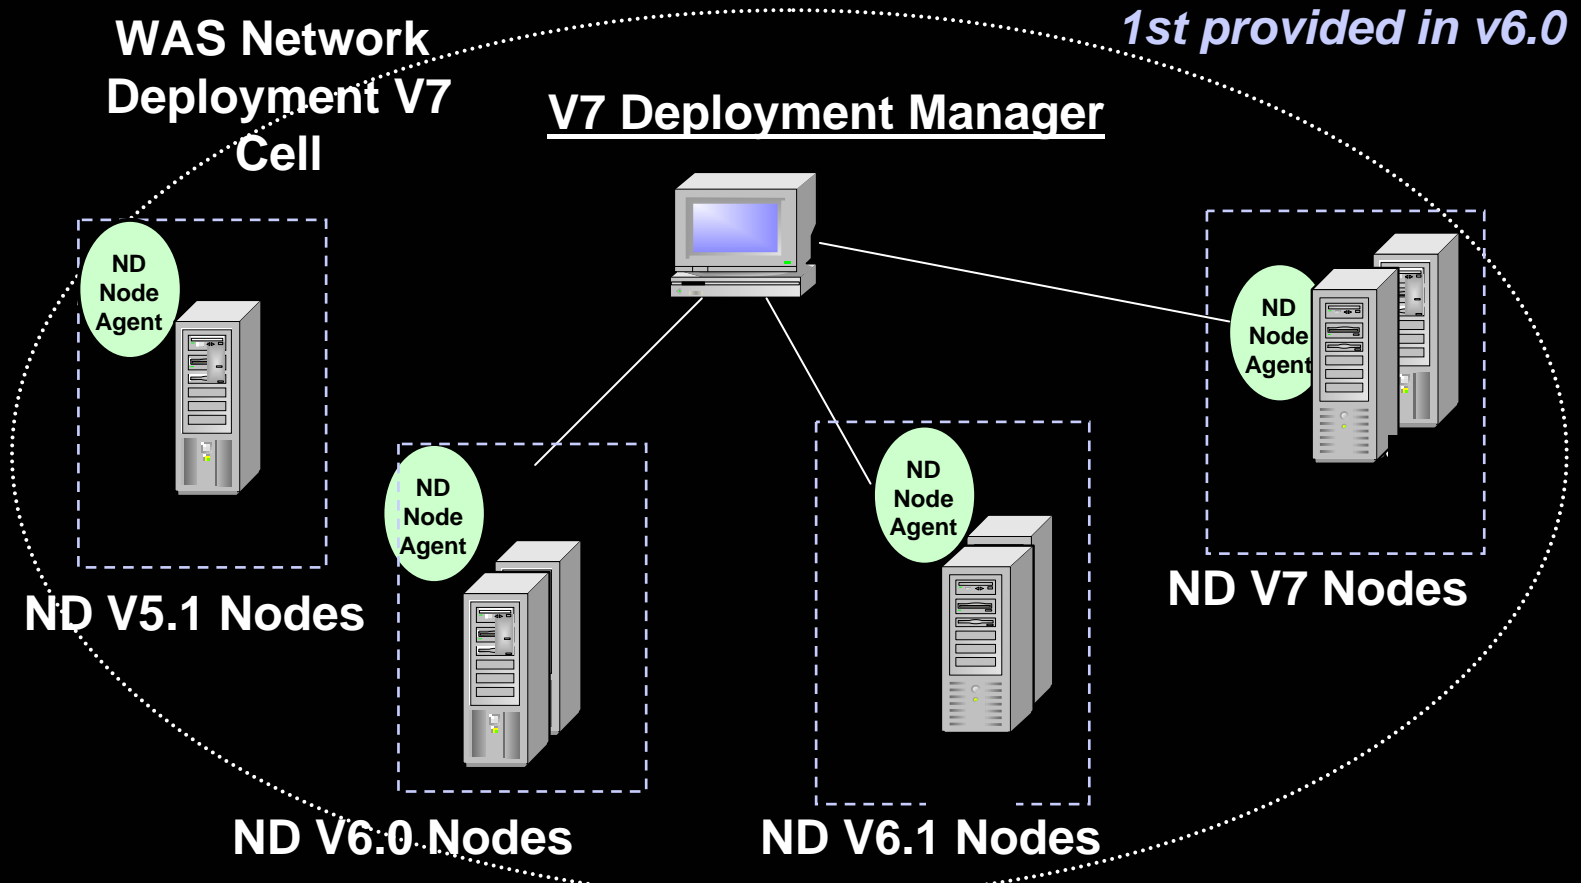 1st provided in v6.0
WAS Network
Deployment V7
Cell
V7 Deployment Manager
ND
Node
Agent
ND
Node
Agent
ND
Node
Agent
ND
Node
Agent
ND V5.1 Nodes
ND V7 Nodes
ND V6.0 Nodes
ND V6.1 Nodes